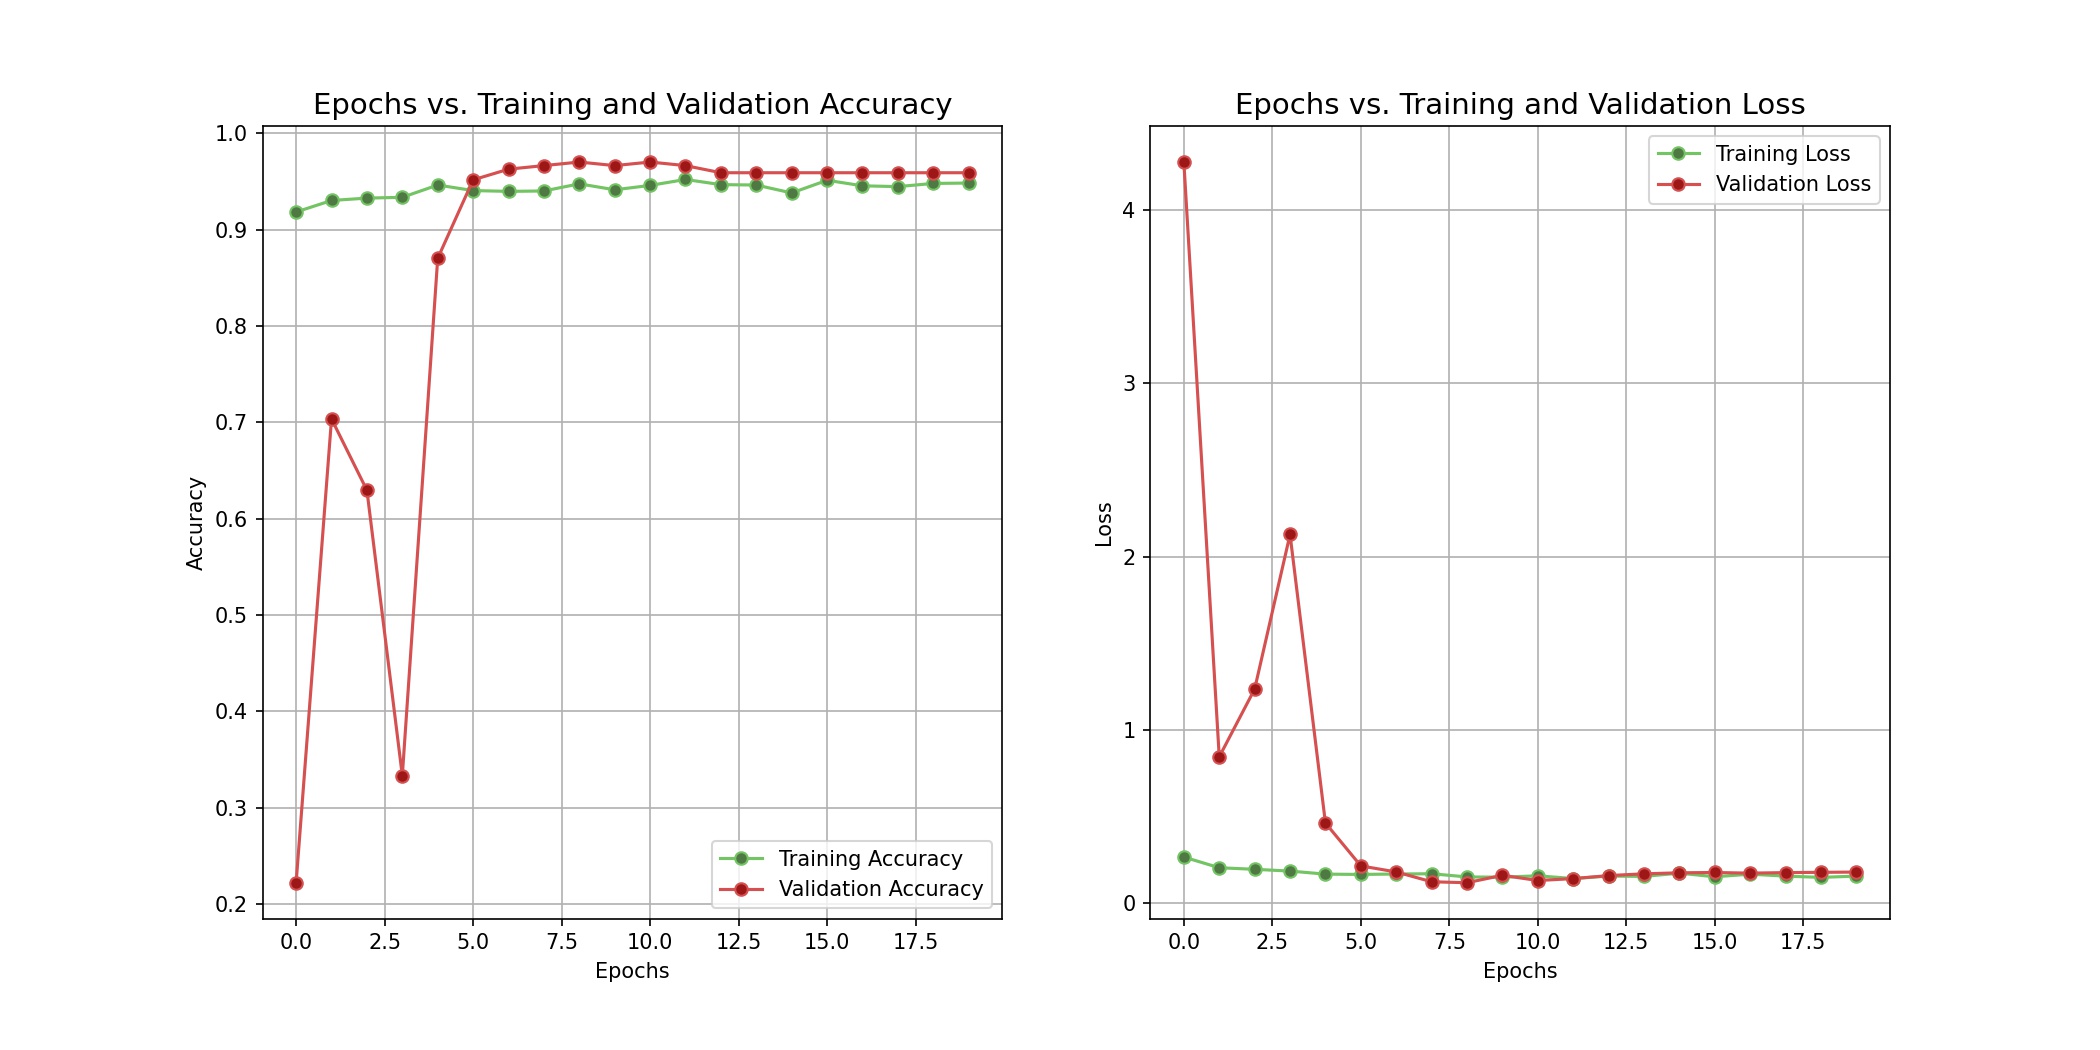 Epochs vs. Training and Validation Accuracy
1.0
0.9
0.8
0.7
0.6
0.5
0.4
0.3
0.2
Accuracy
Training Accuracy
Validation Accuracy
0.0 2.5 5.0 7.5 10.0 12.5 15.0 17.5
Epochs
Epochs vs. Training and Validation Loss
Training Loss
Validation Loss
4
3
2
1
0
Loss
0.0 2.5 5.0 7.5 10.0 12.5 15.0 17.5
Epochs